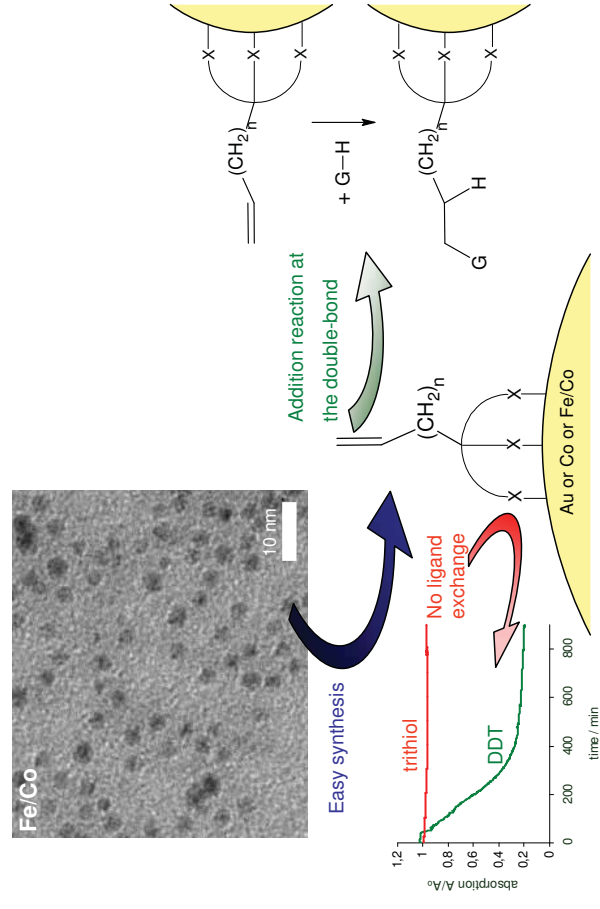 Fe/Co
10 nm
Easy synthesis
No ligand
exchange
Addition reaction at
the double-bond
absorption A/A₀
1,2
1
0,8
0,6
0,4
0,2
0
trithiol
DDT
0 200 400 600 800
time / min
(CH₂)n
X X X
Au or Co or Fe/Co
(CH₂)n
X X X
+ G−H
(CH₂)n
G
H
X X X